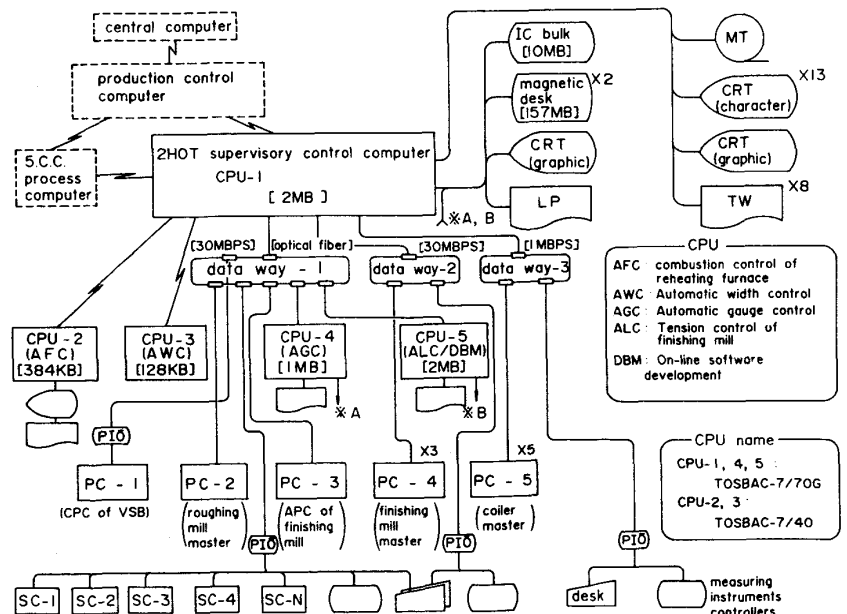 central computer
production control
computer
S.C.C.
process
computer
2HOT supervisory control computer
CPU-1
[ 2MB]
IC bulk
[10MB]
magnetic
desk
[157MB]
X2
CRT
(graphic)
LP
※A, B
MT
X13
CRT
(character)
CRT
(graphic)
X8
TW
[30MBPS]
[optical fiber]
[30MBPS]
[1MBPS]
data way - 1
data way-2
data way-3
CPU
AFC : combustion control of
reheating furnace
AWC : Automatic width control
AGC : Automatic gauge control
ALC : Tension control of
finishing mill
DBM : On-line software
development
CPU-2
(AFC)
[384KB]
CPU-3
(AWC)
[128KB]
CPU-4
(AGC)
[1MB]
※A
CPU-5
(ALC/DBM)
[2MB]
※B
PIO
PC - 1
(CPC of VSB)
PC-2
(roughing
mill
master)
PC - 3
(APC of
finishing
mill)
X3
PC - 4
(finishing
mill
master)
X5
PC - 5
(coiler
master)
CPU name
CPU-1, 4, 5 :
TOSBAC-7/70G
CPU-2, 3 :
TOSBAC-7/40
PIO
PIO
PIO
SC-1
SC-2
SC-3
SC-4
SC-N
desk
measuring
instruments
controllers